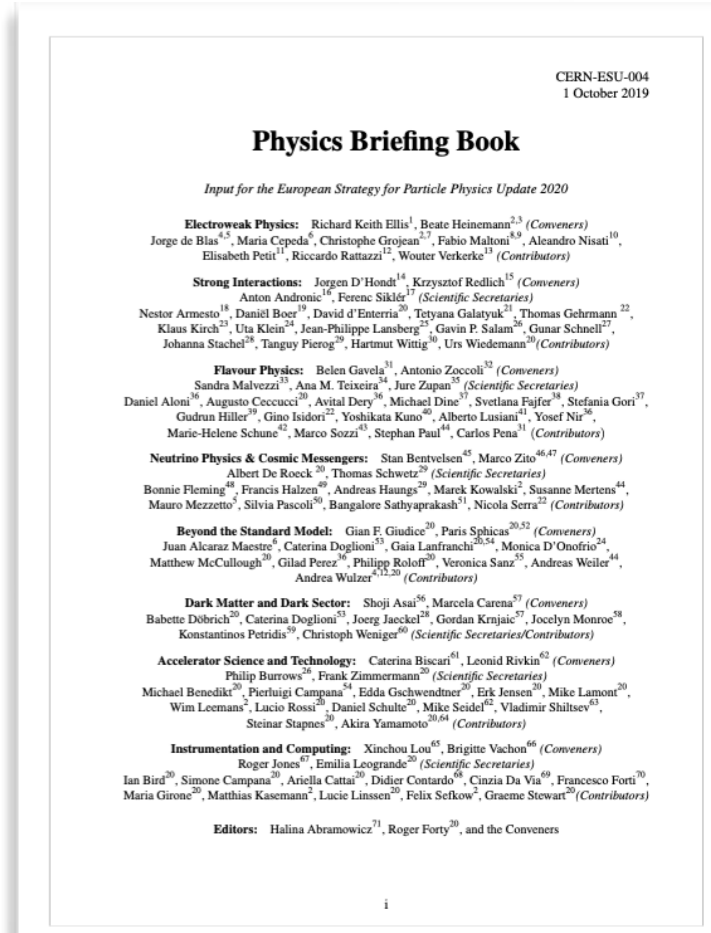 CERN-ESU-004
1 October 2019
Physics Briefing Book
Input for the European Strategy for Particle Physics Update 2020
Electroweak Physics: Richard Keith Ellis1, Beate Heinemann2,3 (Conveners)
Jorge de Blas4,5, Maria Cepeda6, Christophe Grojean2,7, Fabio Maltoni8,9, Aleandro Nisati10,
Elisabeth Petit11, Riccardo Rattazzi12, Wouter Verkerke13 (Contributors)
Strong Interactions: Jorgen D'Hondt14, Krzysztof Redlich15 (Conveners)
Anton Andronic16, Ferenc Siklér17 (Scientific Secretaries)
Nestor Armesto18, Daniël Boer19, David d'Enterria20, Tetyana Galatyuk21, Thomas Gehrmann 22,
Klaus Kirch23, Uta Klein24, Jean-Philippe Lansberg25, Gavin P. Salam26, Gunar Schnell27,
Johanna Stachel28, Tanguy Pierog29, Hartmut Wittig30, Urs Wiedemann20(Contributors)
Flavour Physics: Belen Gavela31, Antonio Zoccoli32 (Conveners)
Sandra Malvezzi33, Ana M. Teixeira34, Jure Zupan35 (Scientific Secretaries)
Daniel Aloni36, Augusto Ceccucci20, Avital Dery36, Michael Dine37, Svetlana Fajfer38, Stefania Gori37,
Gudrun Hiller39, Gino Isidori22, Yoshikata Kuno40, Alberto Lusiani41, Yosef Nir36,
Marie-Helene Schune42, Marco Sozzi43, Stephan Paul44, Carlos Pena31 (Contributors)
Neutrino Physics & Cosmic Messengers: Stan Bentvelsen45, Marco Zito46,47 (Conveners)
Albert De Roeck 20, Thomas Schwetz29 (Scientific Secretaries)
Bonnie Fleming48, Francis Halzen49, Andreas Haungs29, Marek Kowalski2, Susanne Mertens44,
Mauro Mezzetto5, Silvia Pascoli50, Bangalore Sathyaprakash51, Nicola Serra22 (Contributors)
Beyond the Standard Model: Gian F. Giudice20, Paris Sphicas20,52 (Conveners)
Juan Alcaraz Maestre6, Caterina Doglioni53, Gaia Lanfranchi20,54, Monica D'Onofrio24,
Matthew McCullough20, Gilad Perez36, Philipp Roloff20, Veronica Sanz55, Andreas Weiler44,
Andrea Wulzer4,12,20 (Contributors)
Dark Matter and Dark Sector: Shoji Asai56, Marcela Carena57 (Conveners)
Babette Döbrich20, Caterina Doglioni53, Joerg Jaeckel28, Gordan Krnjaic57, Jocelyn Monroe58,
Konstantinos Petridis59, Christoph Weniger60 (Scientific Secretaries/Contributors)
Accelerator Science and Technology: Caterina Biscari61, Leonid Rivkin62 (Conveners)
Philip Burrows26, Frank Zimmermann20 (Scientific Secretaries)
Michael Benedikt20, Pierluigi Campana54, Edda Gschwendtner20, Erk Jensen20, Mike Lamont20,
Wim Leemans2, Lucio Rossi20, Daniel Schulte20, Mike Seidel62, Vladimir Shiltsev63,
Steinar Stapnes20, Akira Yamamoto20,64 (Contributors)
Instrumentation and Computing: Xinchou Lou65, Brigitte Vachon66 (Conveners)
Roger Jones67, Emilia Leogrande20 (Scientific Secretaries)
Ian Bird20, Simone Campana20, Ariella Cattai20, Didier Contardo68, Cinzia Da Via69, Francesco Forti70,
Maria Girone20, Matthias Kasemann2, Lucie Linssen20, Felix Sefkow2, Graeme Stewart20(Contributors)
Editors: Halina Abramowicz71, Roger Forty20, and the Conveners
i